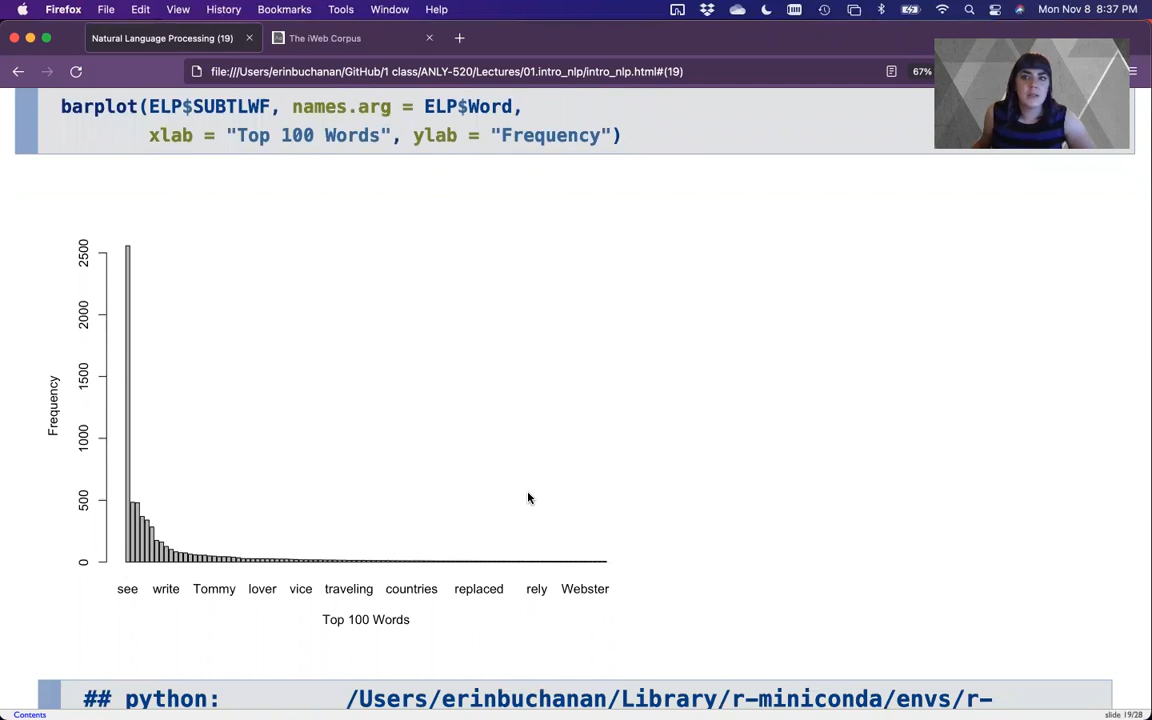 Firefox File Edit View History Bookmarks Tools Window Help Mon Nov 8 8:37 PM
Natural Language Processing (19) The iWeb Corpus
file:///Users/erinbuchanan/GitHub/1 class/ANLY-520/Lectures/01.intro_nlp/intro_nlp.html#(19) 67%
barplot(ELP$SUBTLWF, names.arg = ELP$Word,
xlab = "Top 100 Words", ylab = "Frequency")
2500
2000
1500
1000
500
0
Frequency
see write Tommy lover vice traveling countries replaced rely Webster
Top 100 Words
## python: /Users/erinbuchanan/Library/r-miniconda/envs/r-
Contents slide 19/28